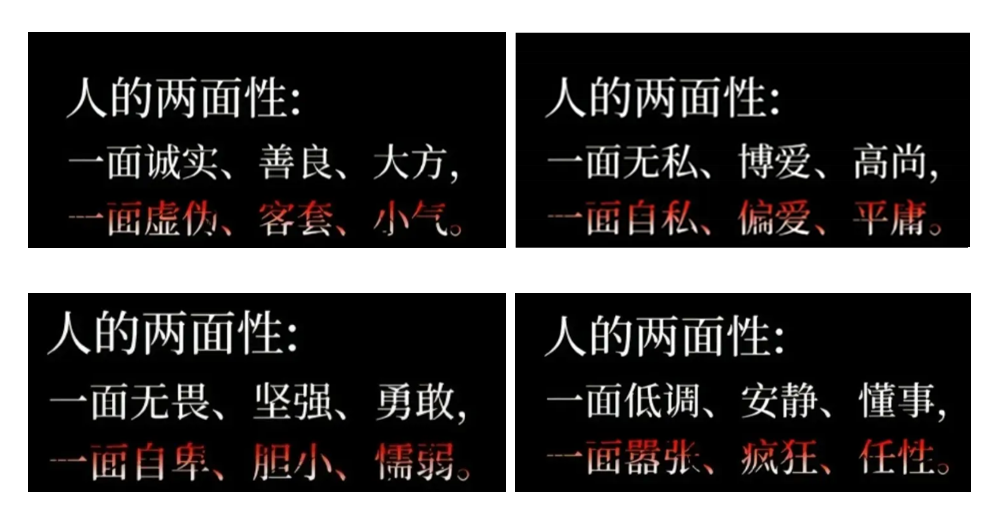 人的两面性:
一面诚实、善良、大方,
一面虚伪、客套、小气。
人的两面性:
一面无私、博爱、高尚,
一面自私、偏爱、平庸。
人的两面性:
一面无畏、坚强、勇敢,
一面自卑、胆小、懦弱。
人的两面性:
一面低调、安静、懂事,
一面嚣张、疯狂、任性。